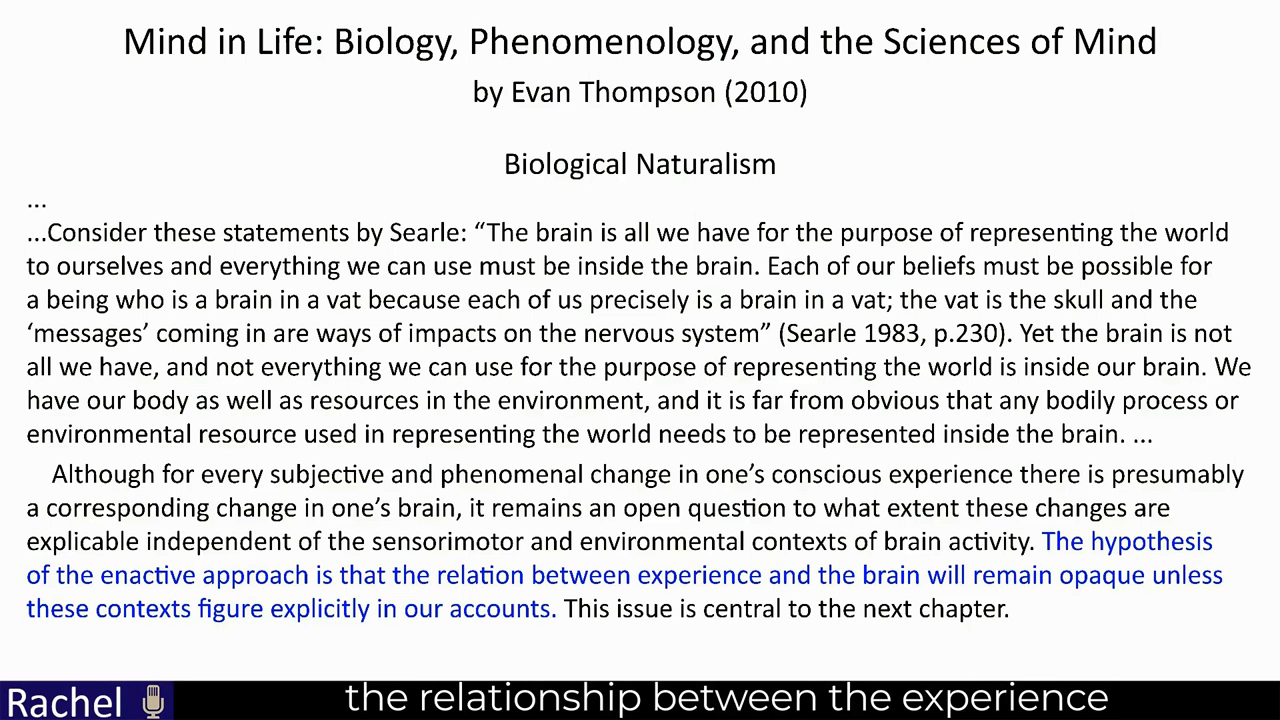 Mind in Life: Biology, Phenomenology, and the Sciences of Mind
by Evan Thompson (2010)
Biological Naturalism
...
...Consider these statements by Searle: “The brain is all we have for the purpose of representing the world
to ourselves and everything we can use must be inside the brain. Each of our beliefs must be possible for
a being who is a brain in a vat because each of us precisely is a brain in a vat; the vat is the skull and the
‘messages’ coming in are ways of impacts on the nervous system” (Searle 1983, p.230). Yet the brain is not
all we have, and not everything we can use for the purpose of representing the world is inside our brain. We
have our body as well as resources in the environment, and it is far from obvious that any bodily process or
environmental resource used in representing the world needs to be represented inside the brain. ...
Although for every subjective and phenomenal change in one’s conscious experience there is presumably
a corresponding change in one’s brain, it remains an open question to what extent these changes are
explicable independent of the sensorimotor and environmental contexts of brain activity. The hypothesis
of the enactive approach is that the relation between experience and the brain will remain opaque unless
these contexts figure explicitly in our accounts. This issue is central to the next chapter.
Rachel
the relationship between the experience